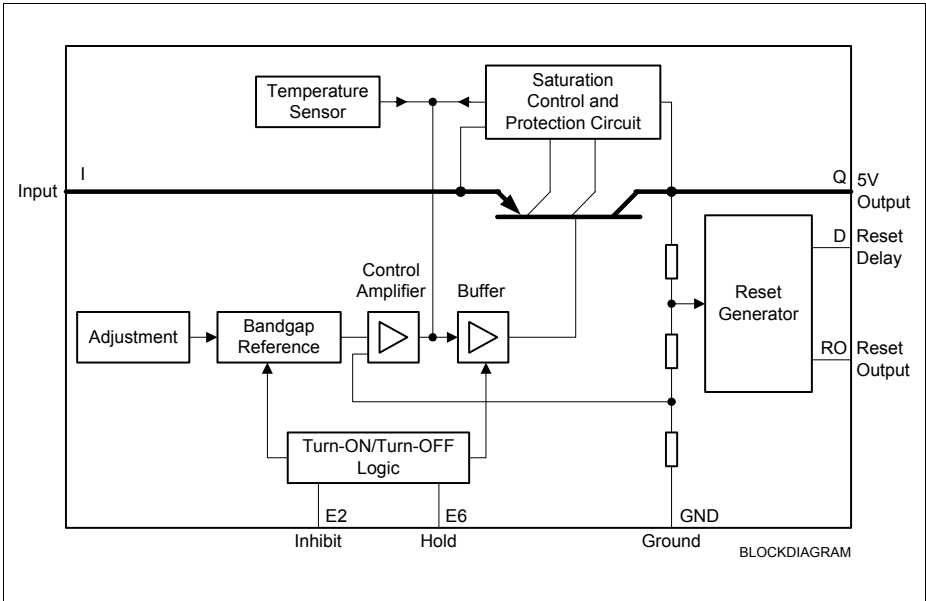 Temperature
Sensor
Saturation
Control and
Protection Circuit
I
Input
Q
5V
Output
D
Reset
Delay
Reset
Generator
Control
Amplifier
Buffer
Adjustment
Bandgap
Reference
RO
Reset
Output
Turn-ON/Turn-OFF
Logic
E2
E6
GND
Inhibit
Hold
Ground
BLOCKDIAGRAM